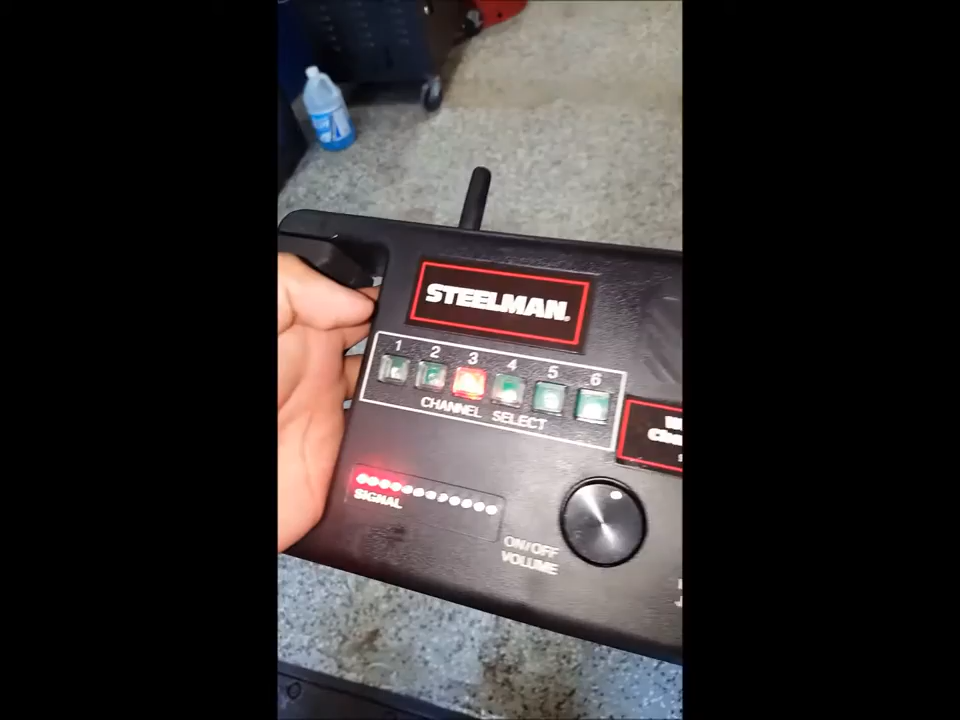 STEELMAN®
1 2 3 4 5 6
CHANNEL SELECT
SIGNAL
ON/OFF
VOLUME